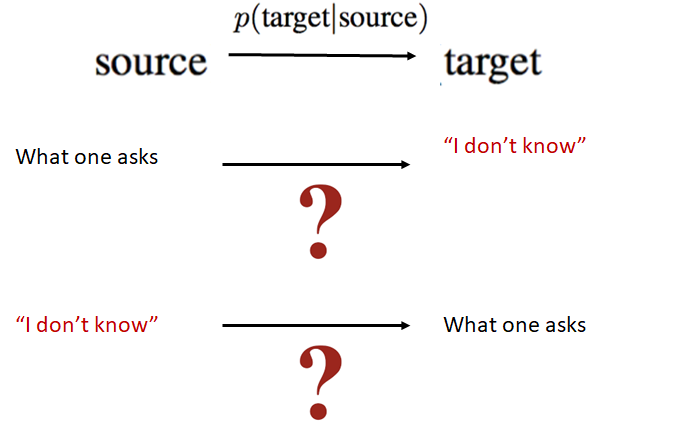 p(target|source)
source target
What one asks “I don’t know”
?
“I don’t know” What one asks
?